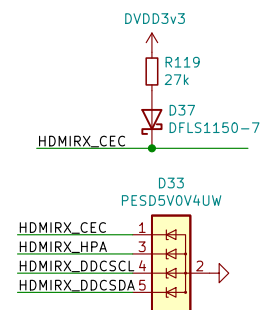 DVDD3v3
R119
27k
D37
DFLS1150-7
HDMIRX_CEC
D33
PESD5V0V4UW
HDMIRX_CEC 1
HDMIRX_HPA 3
HDMIRX_DDCSCL 4 2
HDMIRX_DDCSDA 5